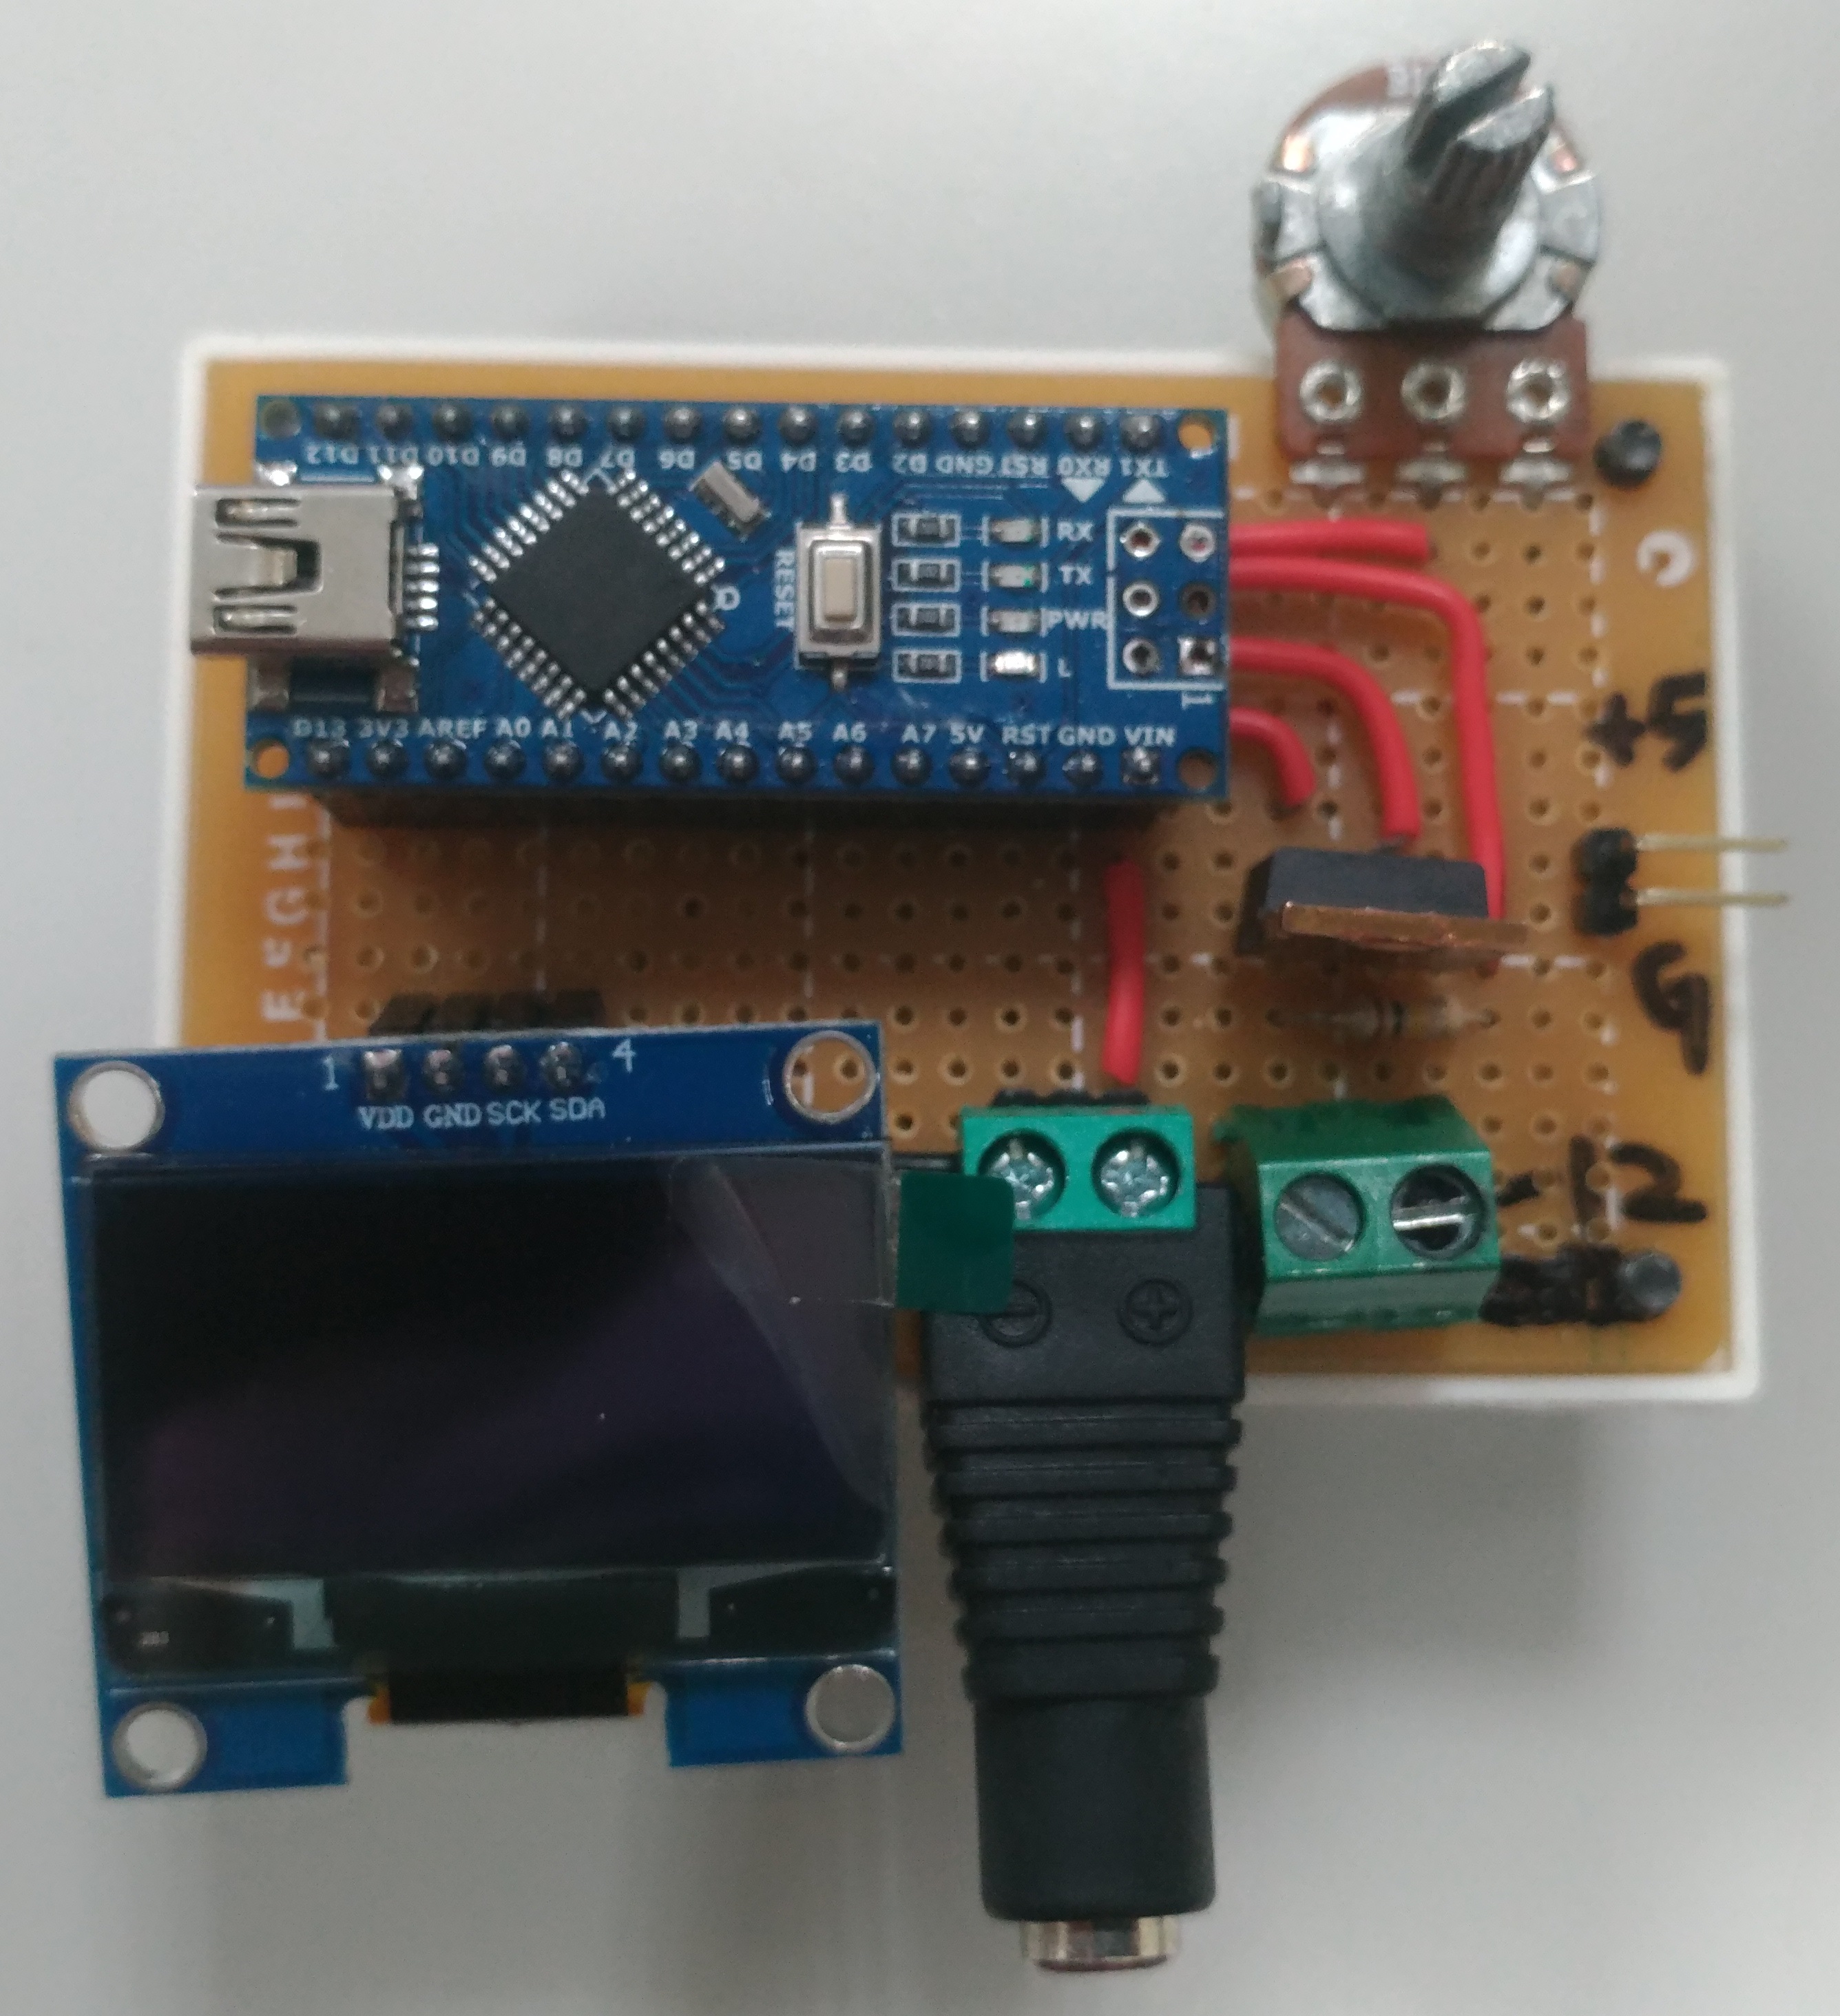 D12 D11 D10 D9 D8 D7 D6 D5 D4 D3 D2 GND RST RX0 TX1
RX
TX
PWR
L
RESET
1
D13 3V3 AREF A0 A1 A2 A3 A4 A5 A6 A7 5V RST GND VIN
+5
E F G H I
G
1 4
VDD GND SCK SDA
-12